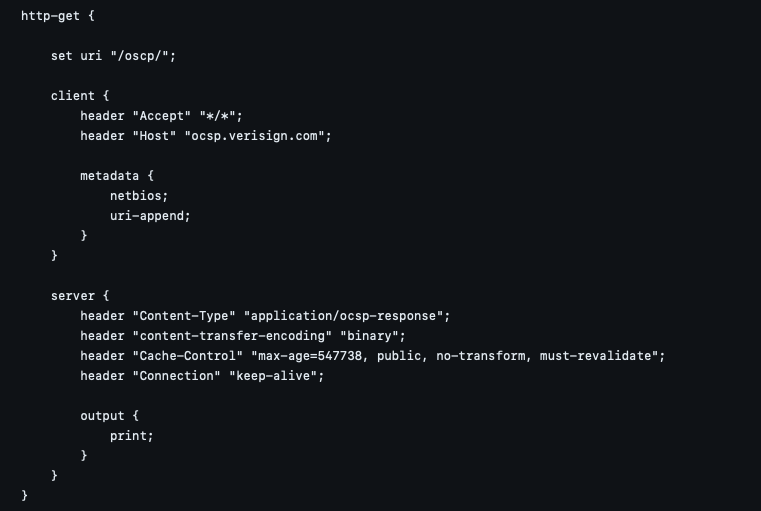 http-get {
set uri "/oscp/";
client {
header "Accept" "*/*";
header "Host" "ocsp.verisign.com";
metadata {
netbios;
uri-append;
}
}
server {
header "Content-Type" "application/ocsp-response";
header "content-transfer-encoding" "binary";
header "Cache-Control" "max-age=547738, public, no-transform, must-revalidate";
header "Connection" "keep-alive";
output {
print;
}
}
}